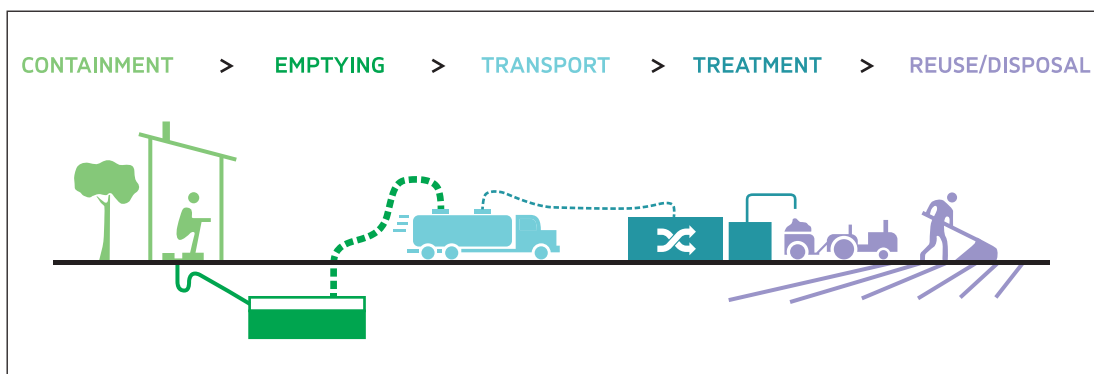 CONTAINMENT > EMPTYING > TRANSPORT > TREATMENT > REUSE/DISPOSAL